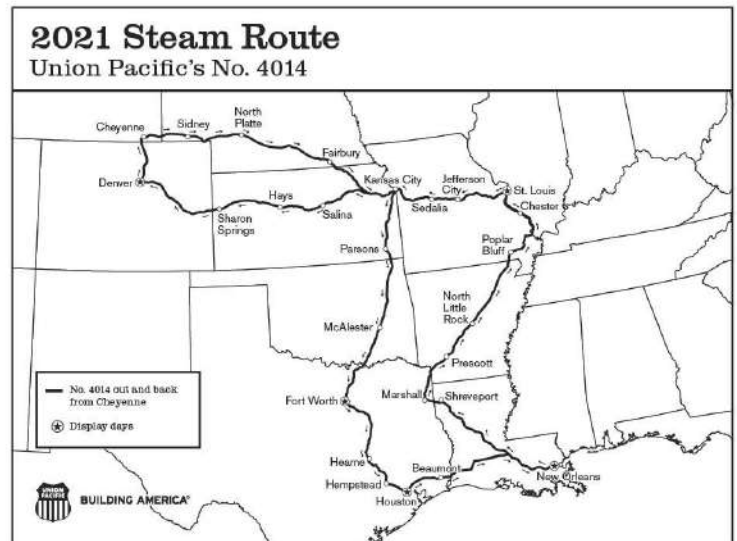 2021 Steam Route
Union Pacific's No. 4014
Cheyenne
Sidney
North
Platte
Fairbury
Denver
Sharon
Springs
Hays
Salina
Kansas City
Sedalia
Jefferson
City
St. Louis
Chester
Parsons
Poplar
Bluff
North
Little
Rock
McAlester
Prescott
Fort Worth
Marshall
Shreveport
Hearne
Hempstead
Houston
Beaumont
New Orleans
No. 4014 out and back
from Cheyenne
Display days
UNION
PACIFIC
BUILDING AMERICA®